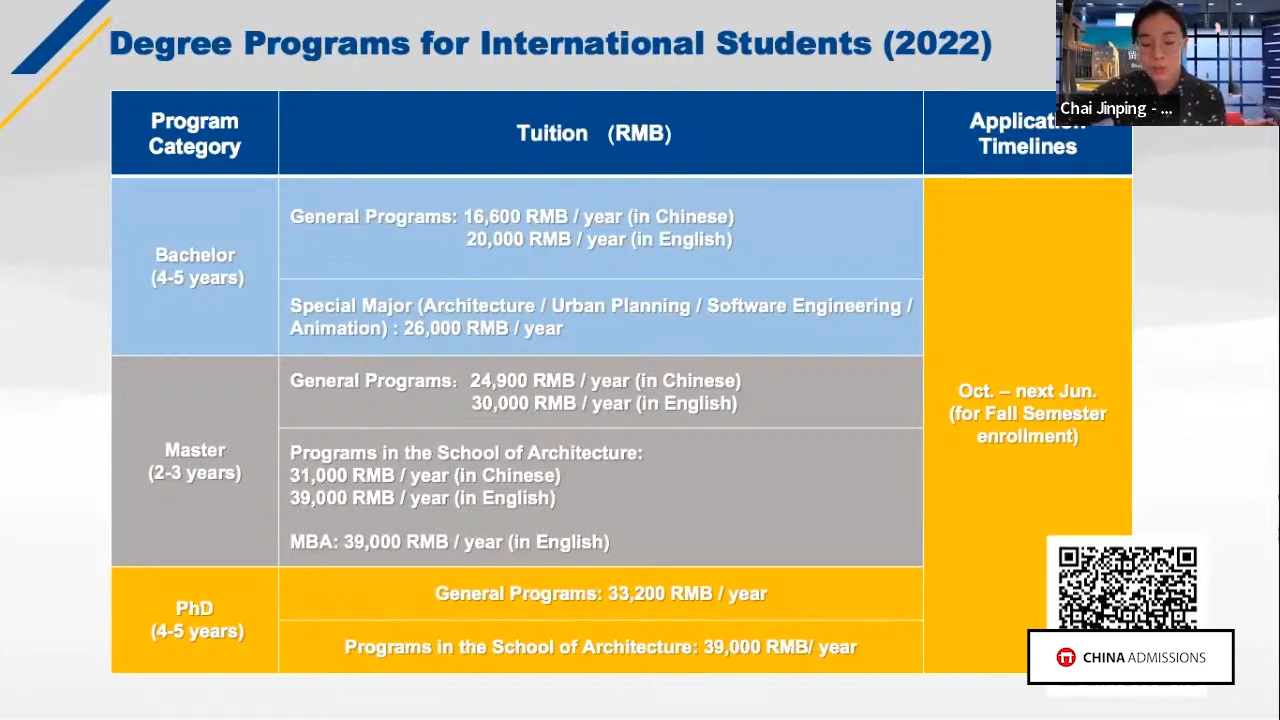 Degree Programs for International Students (2022)
Chai Jinping - ...
Program
Category
Tuition (RMB)
Timelines
Bachelor
(4-5 years)
General Programs: 16,600 RMB / year (in Chinese)
20,000 RMB / year (in English)
Special Major (Architecture / Urban Planning / Software Engineering /
Animation) : 26,000 RMB / year
Master
(2-3 years)
General Programs: 24,900 RMB / year (in Chinese)
30,000 RMB / year (in English)
Programs in the School of Architecture:
31,000 RMB / year (in Chinese)
39,000 RMB / year (in English)
MBA: 39,000 RMB / year (in English)
PhD
(4-5 years)
General Programs: 33,200 RMB / year
Programs in the School of Architecture: 39,000 RMB/ year
Oct. – next Jun.
(for Fall Semester
enrollment)
CHINA ADMISSIONS